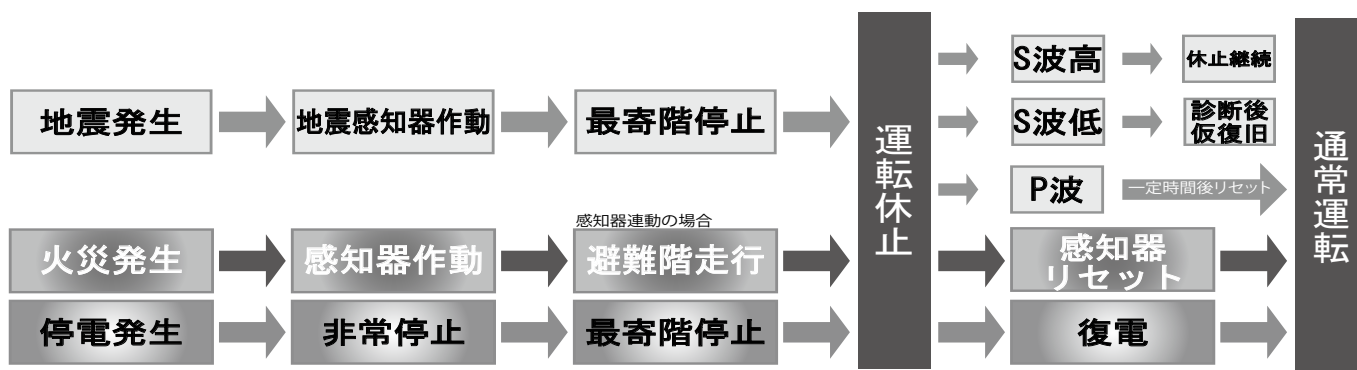 地震発生
地震感知器作動
最寄階停止
運転休止
S波高
休止継続
S波低
診断後
仮復旧
P波
一定時間後リセット
通常運転
火災発生
感知器作動
感知器連動の場合
避難階走行
感知器
リセット
停電発生
非常停止
最寄階停止
復電